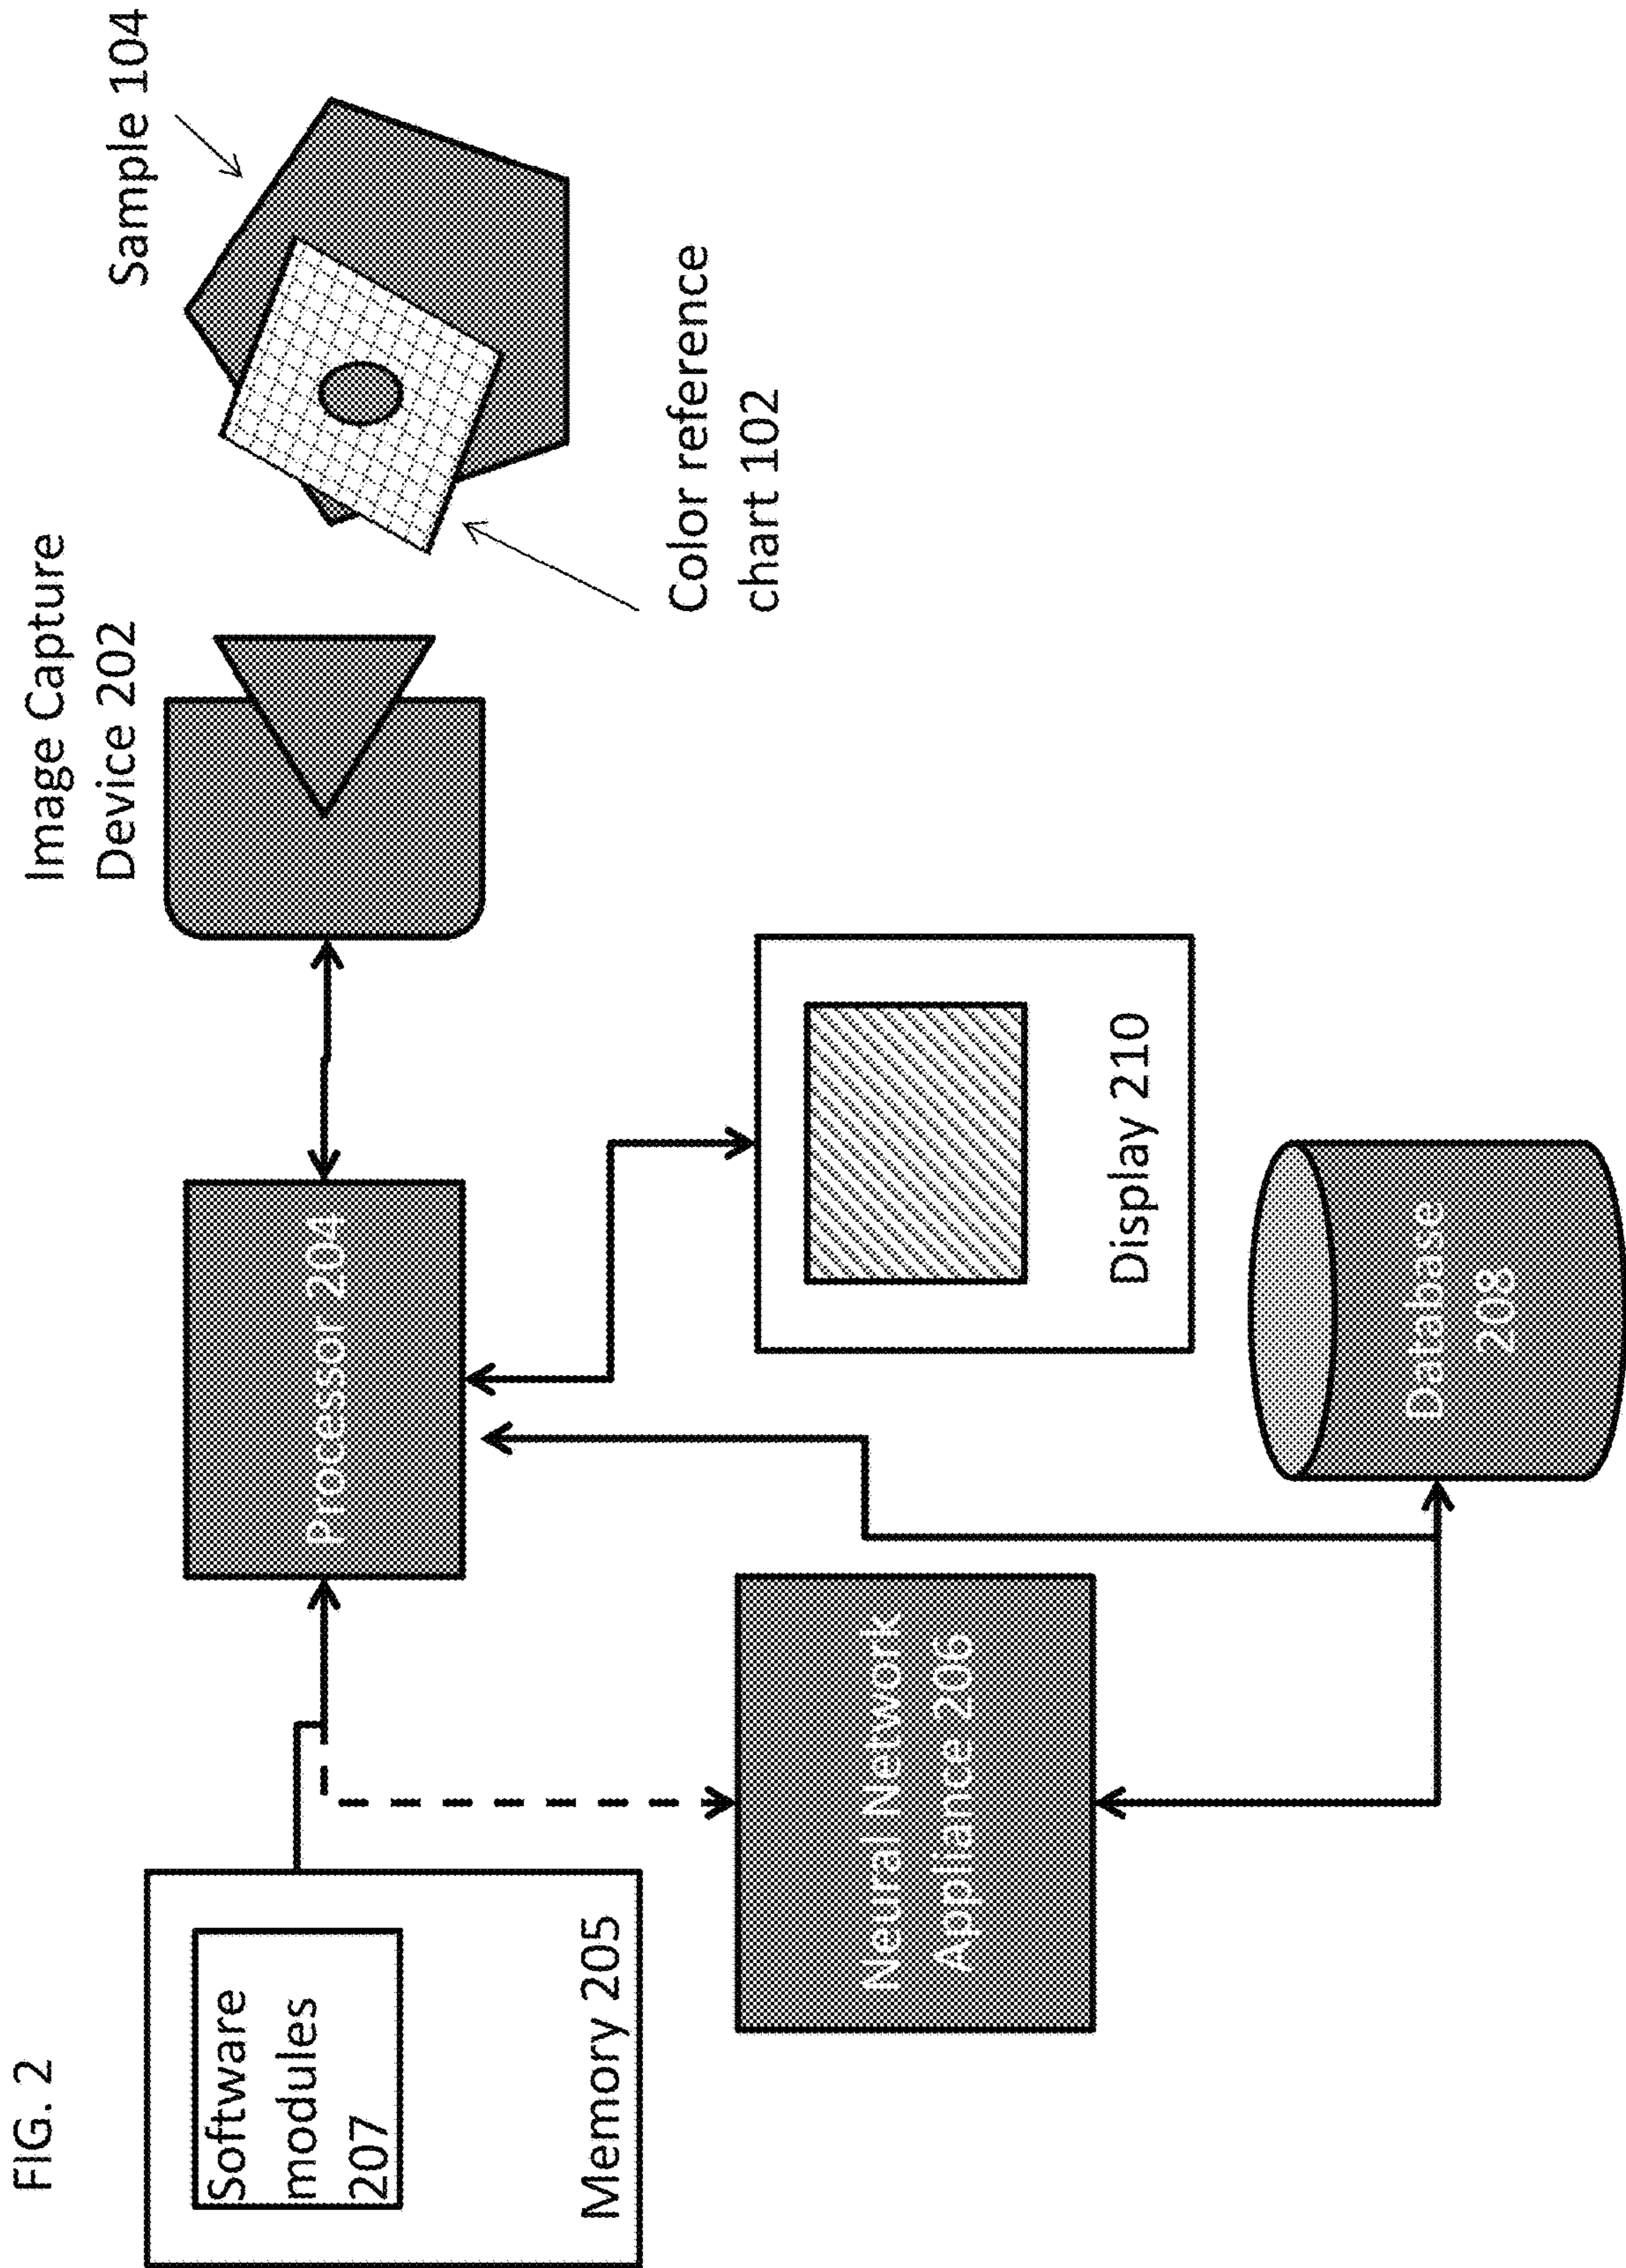 FIG. 2
Image Capture
Device 202
Sample 104
Software
modules
207
Memory 205
Processor 204
Color reference
chart 102
Neural Network
Appliance 206
Display 210
Database
208